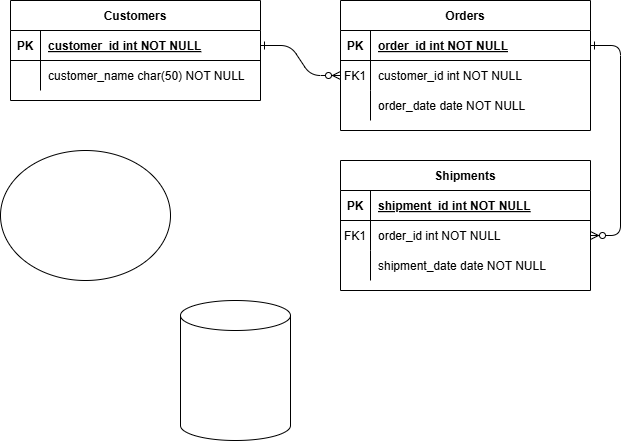 Customers
PK customer_id int NOT NULL
customer_name char(50) NOT NULL
Orders
PK order_id int NOT NULL
FK1 customer_id int NOT NULL
order_date date NOT NULL
Shipments
PK shipment_id int NOT NULL
FK1 order_id int NOT NULL
shipment_date date NOT NULL